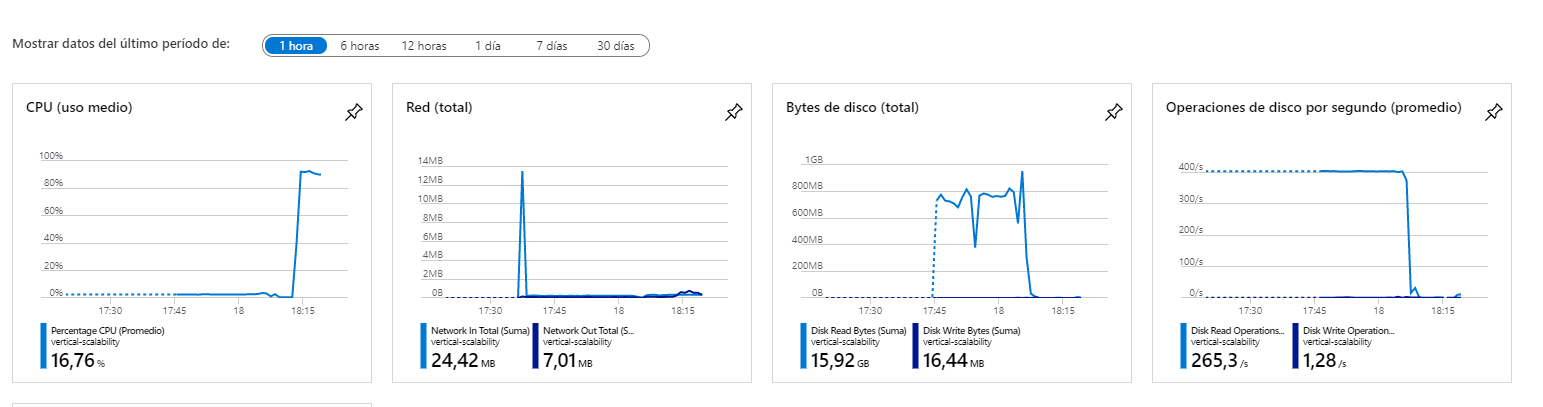 Mostrar datos del último período de:
1 hora 6 horas 12 horas 1 día 7 días 30 días
CPU (uso medio)
100%
80%
60%
40%
20%
0%
17:30 17:45 18 18:15
Percentage CPU (Promedio)
vertical-scalability
16,76 %
Red (total)
14MB
12MB
10MB
8MB
6MB
4MB
2MB
0B
17:30 17:45 18 18:15
Network In Total (Suma)
vertical-scalability
24,42 MB
Network Out Total (S...
vertical-scalability
7,01 MB
Bytes de disco (total)
1GB
800MB
600MB
400MB
200MB
0B
17:30 17:45 18 18:15
Disk Read Bytes (Suma)
vertical-scalability
15,92 GB
Disk Write Bytes (Suma)
vertical-scalability
16,44 MB
Operaciones de disco por segundo (promedio)
400/s
300/s
200/s
100/s
0/s
17:30 17:45 18 18:15
Disk Read Operations...
vertical-scalability
265,3 /s
Disk Write Operation...
vertical-scalability
1,28 /s